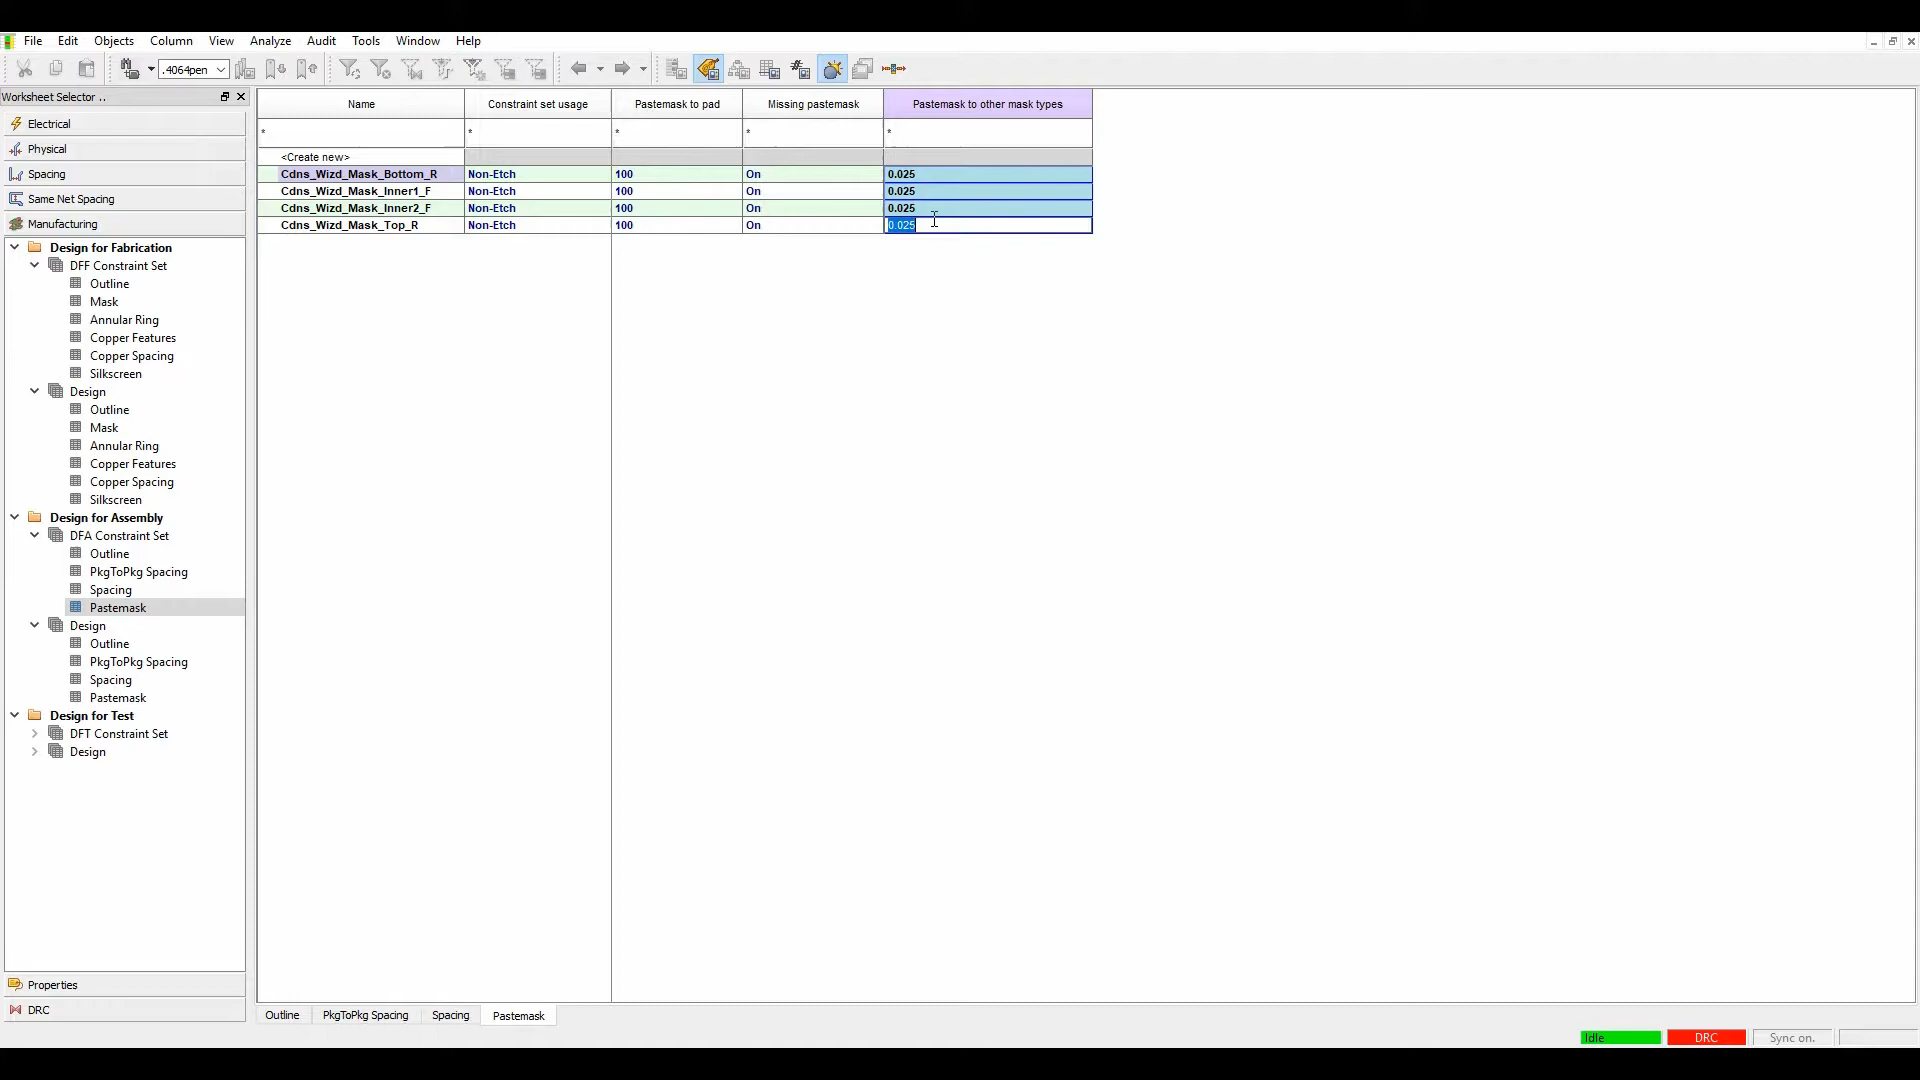 File Edit Objects Column View Analyze Audit Tools Window Help
.4064pen
Worksheet Selector ..
Electrical
Physical
Spacing
Same Net Spacing
Manufacturing
Design for Fabrication
DFF Constraint Set
Outline
Mask
Annular Ring
Copper Features
Copper Spacing
Silkscreen
Design
Outline
Mask
Annular Ring
Copper Features
Copper Spacing
Silkscreen
Design for Assembly
DFA Constraint Set
Outline
PkgToPkg Spacing
Spacing
Pastemask
Design
Outline
PkgToPkg Spacing
Spacing
Pastemask
Design for Test
DFT Constraint Set
Design
Properties
DRC
Name Constraint set usage Pastemask to pad Missing pastemask Pastemask to other mask types
* * * * *
<Create new>
Cdns_Wizd_Mask_Bottom_R Non-Etch 100 On 0.025
Cdns_Wizd_Mask_Inner1_F Non-Etch 100 On 0.025
Cdns_Wizd_Mask_Inner2_F Non-Etch 100 On 0.025
Cdns_Wizd_Mask_Top_R Non-Etch 100 On 0.025
Outline PkgToPkg Spacing Spacing Pastemask
Idle DRC Sync on.